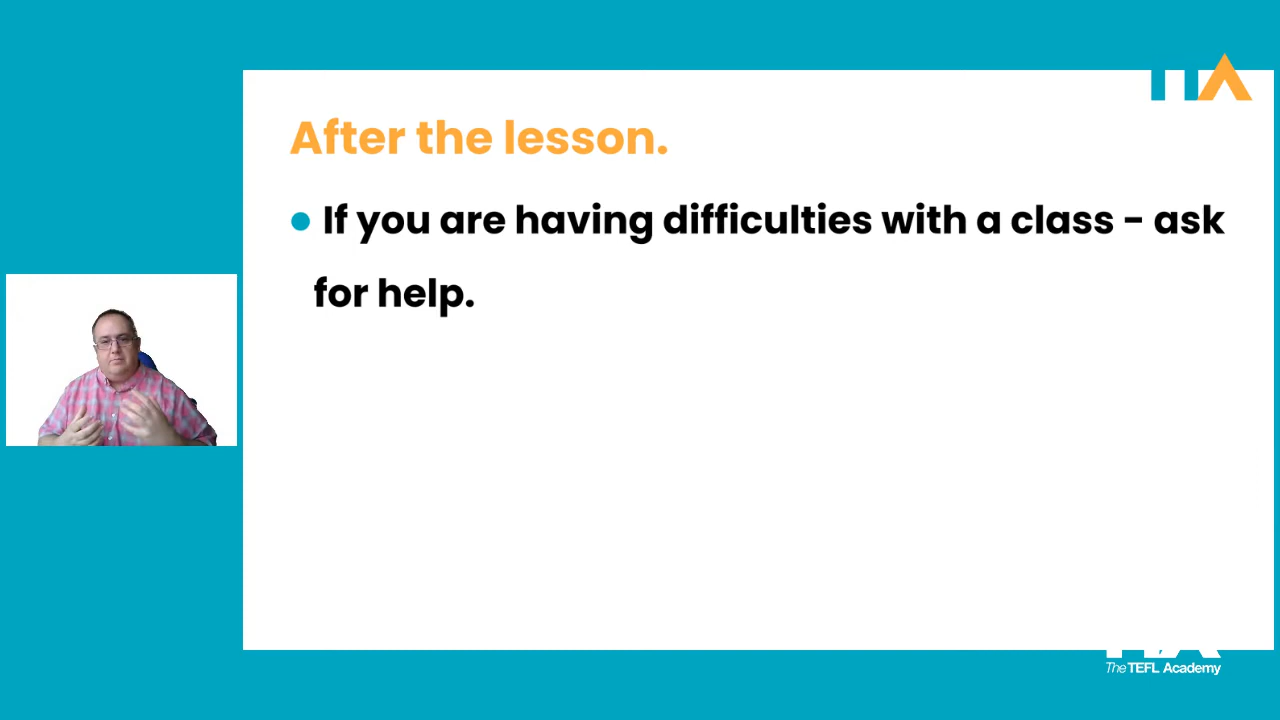 After the lesson.
If you are having difficulties with a class - ask
for help.
The TEFL Academy